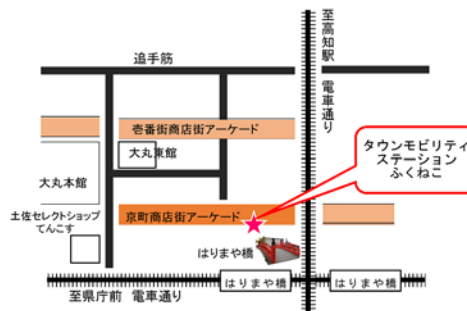 至高知駅
電車通り
追手筋
壱番街商店街アーケード
大丸東館
タウンモビリティ
ステーション
ふくねこ
大丸本館
京町商店街アーケード
土佐セレクトショップ
てんこす
はりまや橋
はりまや橋
はりまや橋
至県庁前 電車通り